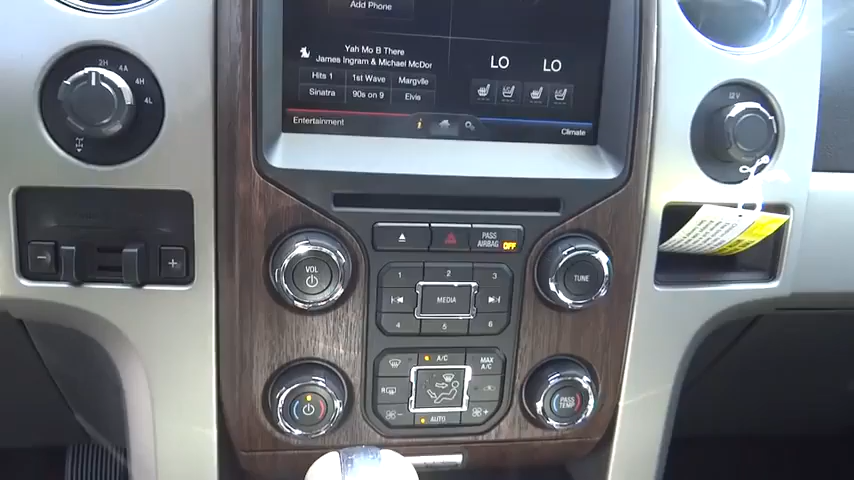 Add Phone
Yah Mo B There
James Ingram & Michael McDor
LO LO
Hits 1 1st Wave Margvlle
Sinatra 90s on 9 Elvis
Entertainment
i
Climate
2H 4A
4H
4L
PASS
AIRBAG OFF
VOL
TUNE
1 2 3
MEDIA
4 5 6
A/C
MAX
A/C
R
AUTO
PASS
TEMP
- +
+